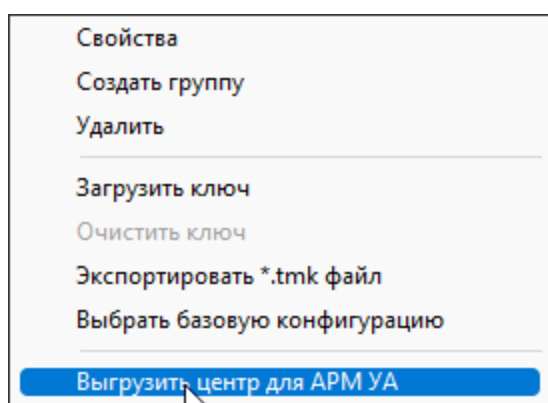 Свойства
Создать группу
Удалить
Загрузить ключ
Очистить ключ
Экспортировать *.tmk файл
Выбрать базовую конфигурацию
Выгрузить центр для АРМ УА